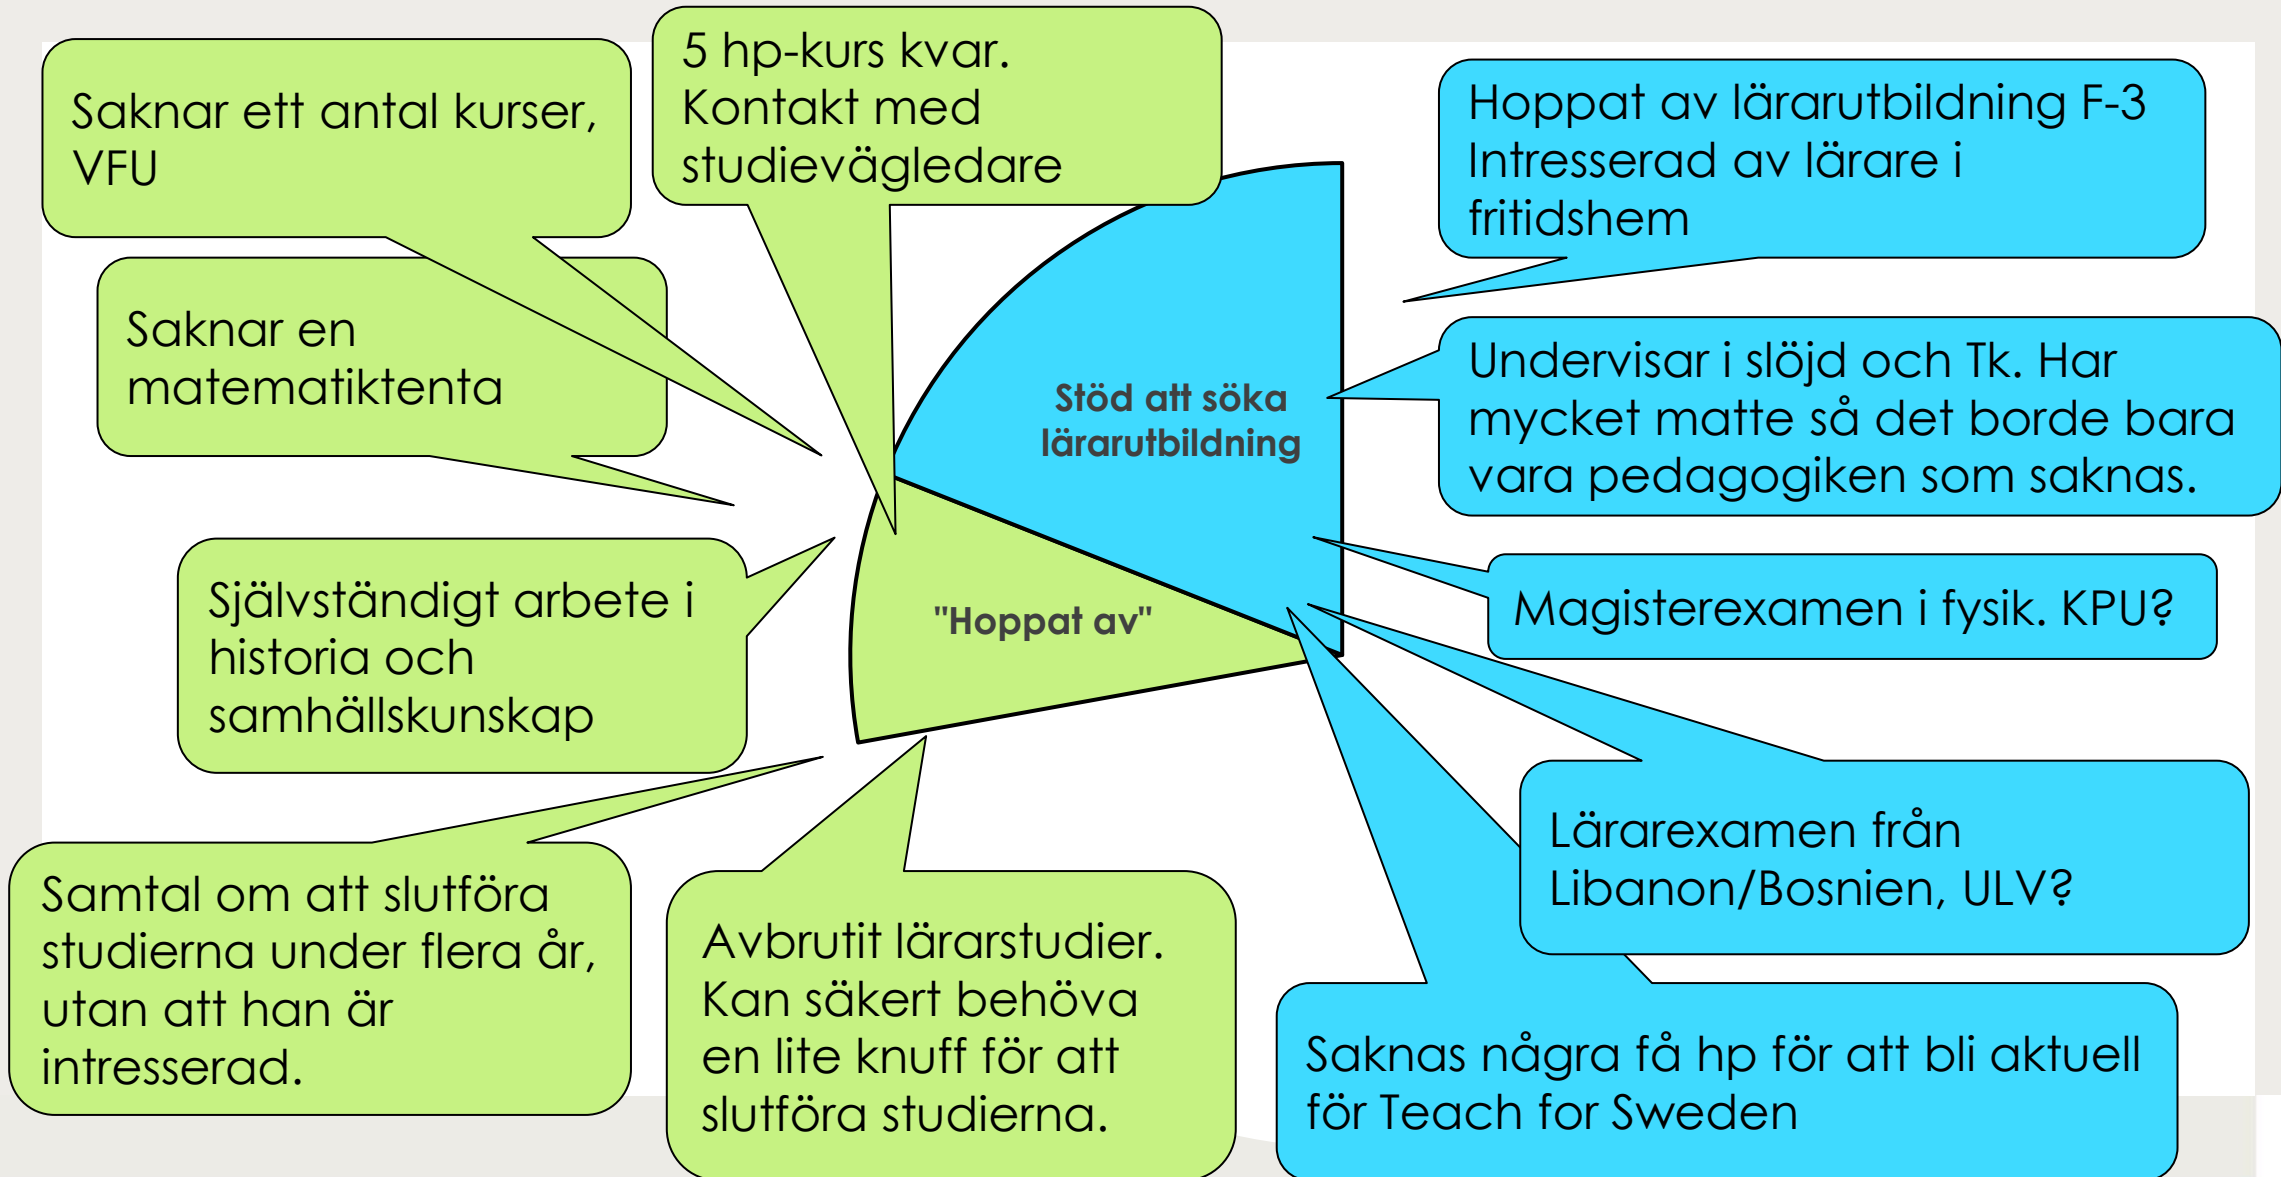 Saknar ett antal kurser,
VFU
5 hp-kurs kvar.
Kontakt med
studievägledare
Hoppat av lärarutbildning F-3
Intresserad av lärare i
fritidshem
Saknar en
matematiktenta
Stöd att söka
lärarutbildning
Undervisar i slöjd och Tk. Har
mycket matte så det borde bara
vara pedagogiken som saknas.
Självständigt arbete i
historia och
samhällskunskap
"Hoppat av"
Magisterexamen i fysik. KPU?
Lärarexamen från
Libanon/Bosnien, ULV?
Samtal om att slutföra
studierna under flera år,
utan att han är
intresserad.
Avbrutit lärarstudier.
Kan säkert behöva
en lite knuff för att
slutföra studierna.
Saknas några få hp för att bli aktuell
för Teach for Sweden